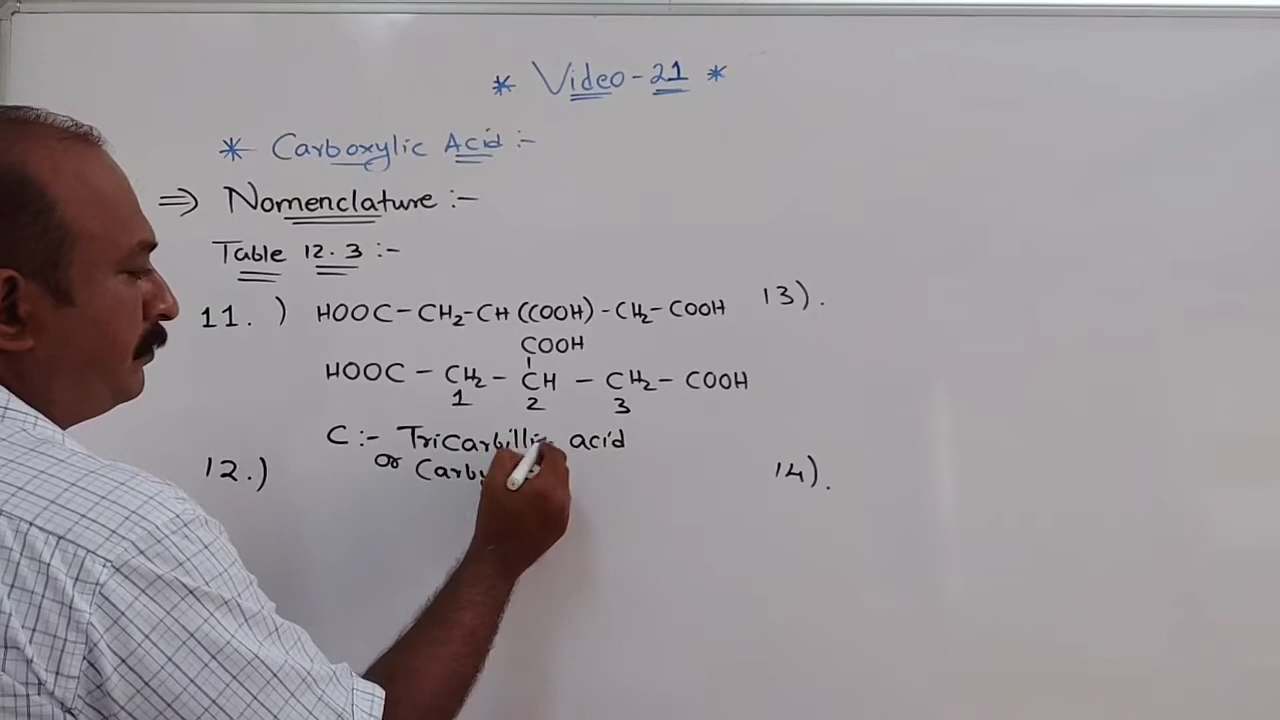 * Video-21 *
* Carboxylic Acid :-
⇒ Nomenclature :-
Table 12.3 :-
11. ) HOOC - CH₂-CH (COOH) - CH₂- COOH
COOH
HOOC - CH₂ - CH - CH₂ - COOH
1 2 3
C :- Tricarbillic acid
or
12.)
13).
14).